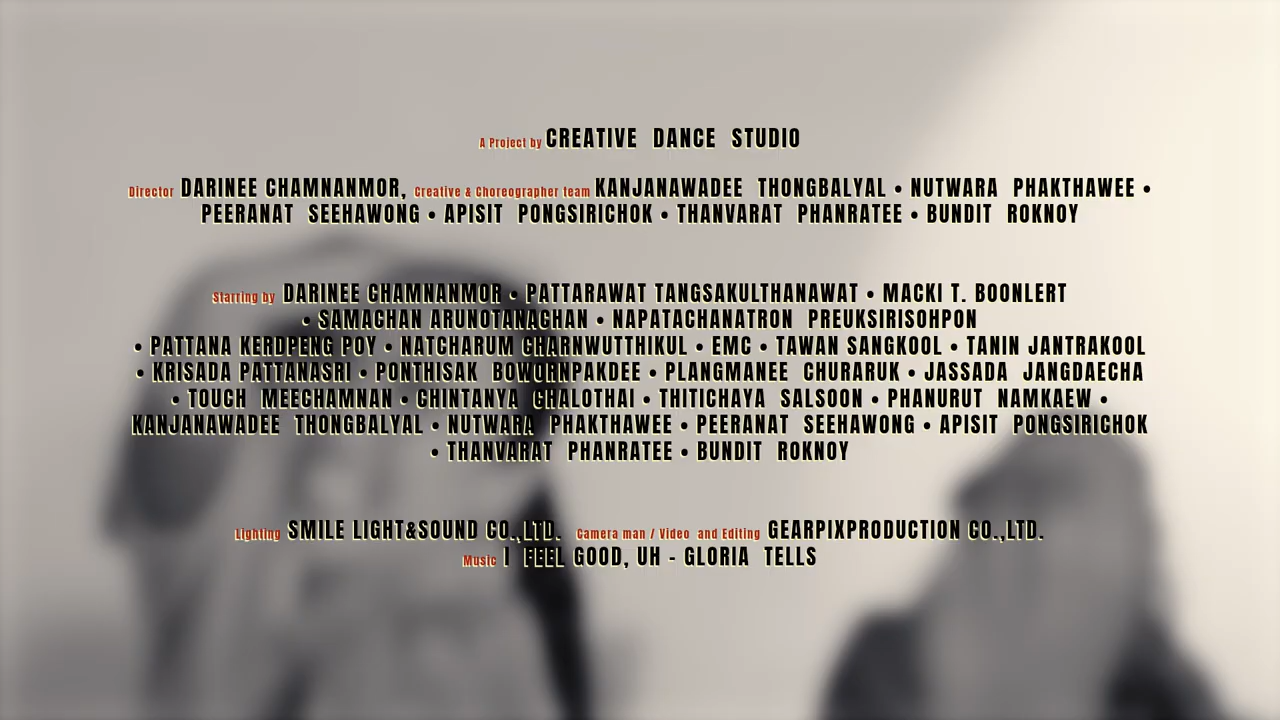 A Project by CREATIVE DANCE STUDIO
Director DARINEE CHAMNANMOR, Creative & Choreographer team KANJANAWADEE THONGBALYAL • NUTWARA PHAKTHAWEE •
PEERANAT SEEHAWONG • APISIT PONGSIRICHOK • THANVARAT PHANRATEE • BUNDIT ROKNOY
Starring by DARINEE CHAMNANMOR • PATTARAWAT TANGSAKULTHANAWAT • MACKI T. BOONLERT
• SAMACHAN ARUNOTANACHAN • NAPATACHANATRON PREUKSIRISOHPON
• PATTANA KERDPENG POY • NATCHARUM CHARNWUTTHIKUL • EMC • TAWAN SANGKOOL • TANIN JANTRAKOOL
• KRISADA PATTANASRI • PONTHISAK BOWORNPAKDEE • PLANGMANEE CHURARUK • JASSADA JANGDAECHA
• TOUCH MEECHAMNAN • CHINTANYA CHALOTHAI • THITICHAYA SALSOON • PHANURUT NAMKAEW •
KANJANAWADEE THONGBALYAL • NUTWARA PHAKTHAWEE • PEERANAT SEEHAWONG • APISIT PONGSIRICHOK
• THANVARAT PHANRATEE • BUNDIT ROKNOY
Lighting SMILE LIGHT&SOUND CO.,LTD. Camera man / Video and Editing GEARPIXPRODUCTION CO.,LTD.
Music I FEEL GOOD, UH - GLORIA TELLS